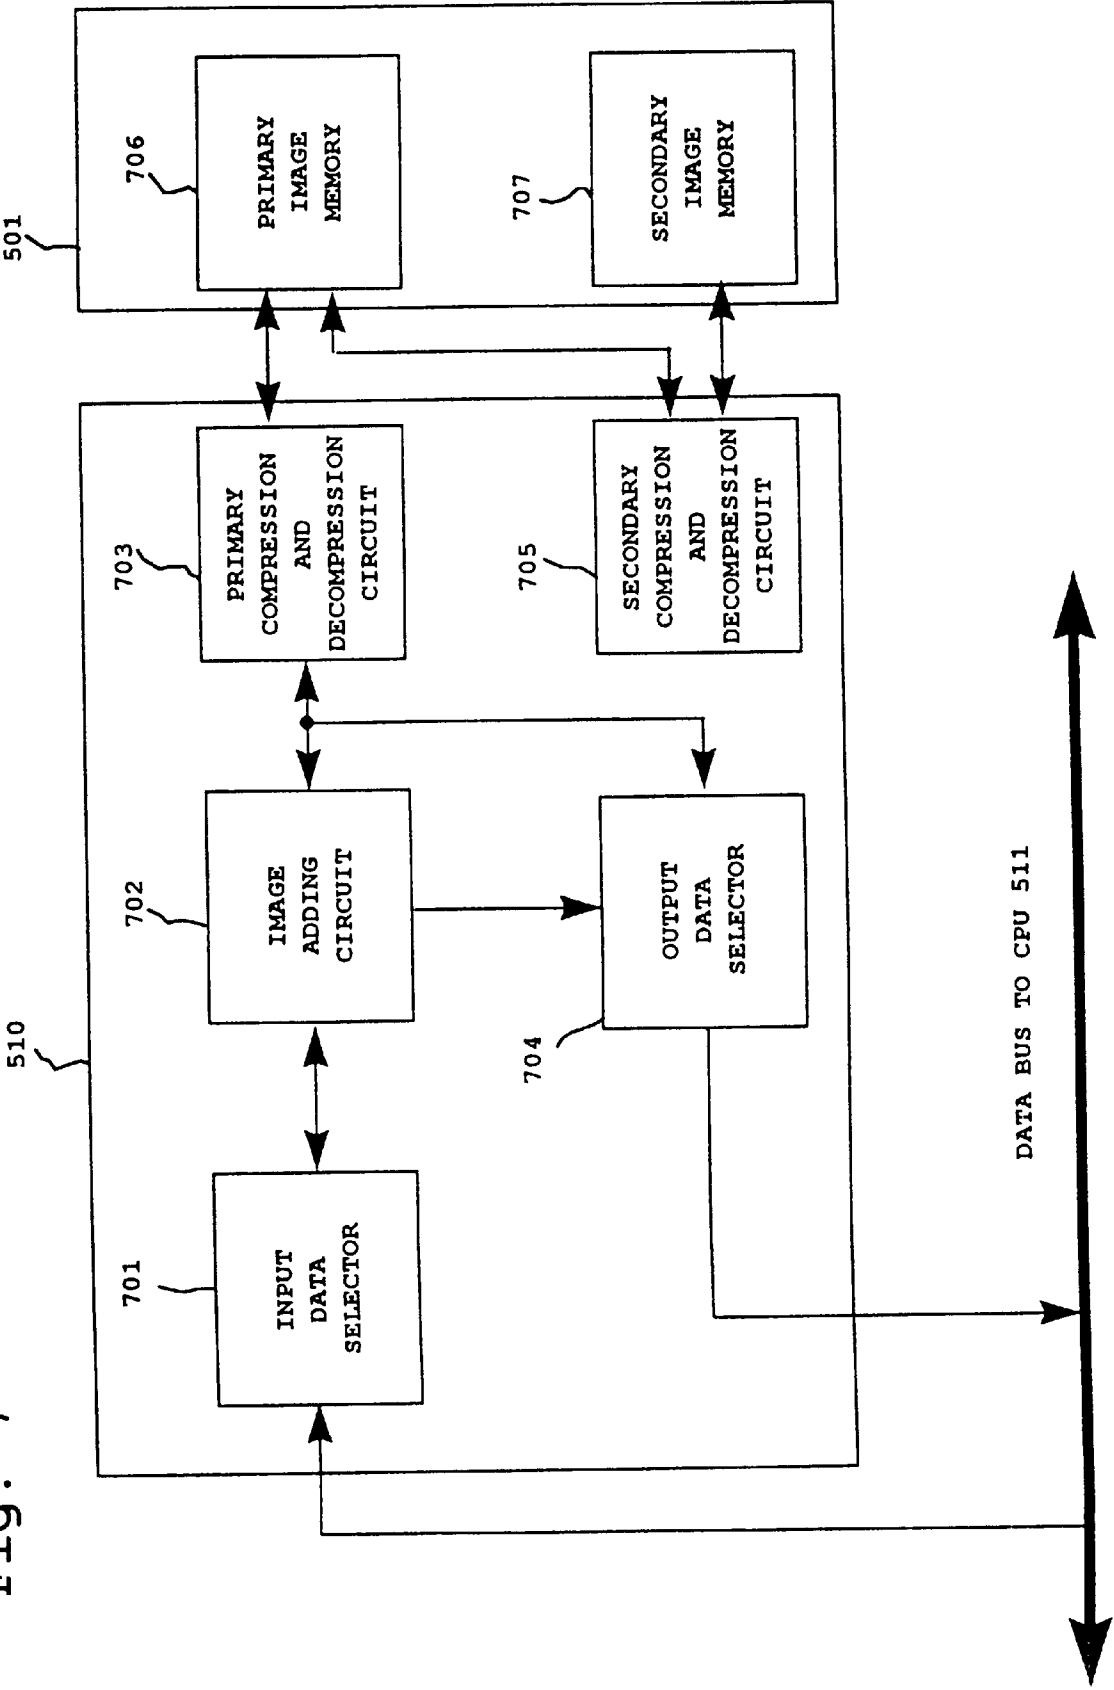 Fig. 7
510
501
701
INPUT
DATA
SELECTOR
702
IMAGE
ADDING
CIRCUIT
703
PRIMARY
COMPRESSION
AND
DECOMPRESSION
CIRCUIT
706
PRIMARY
IMAGE
MEMORY
704
OUTPUT
DATA
SELECTOR
705
SECONDARY
COMPRESSION
AND
DECOMPRESSION
CIRCUIT
707
SECONDARY
IMAGE
MEMORY
DATA BUS TO CPU 511